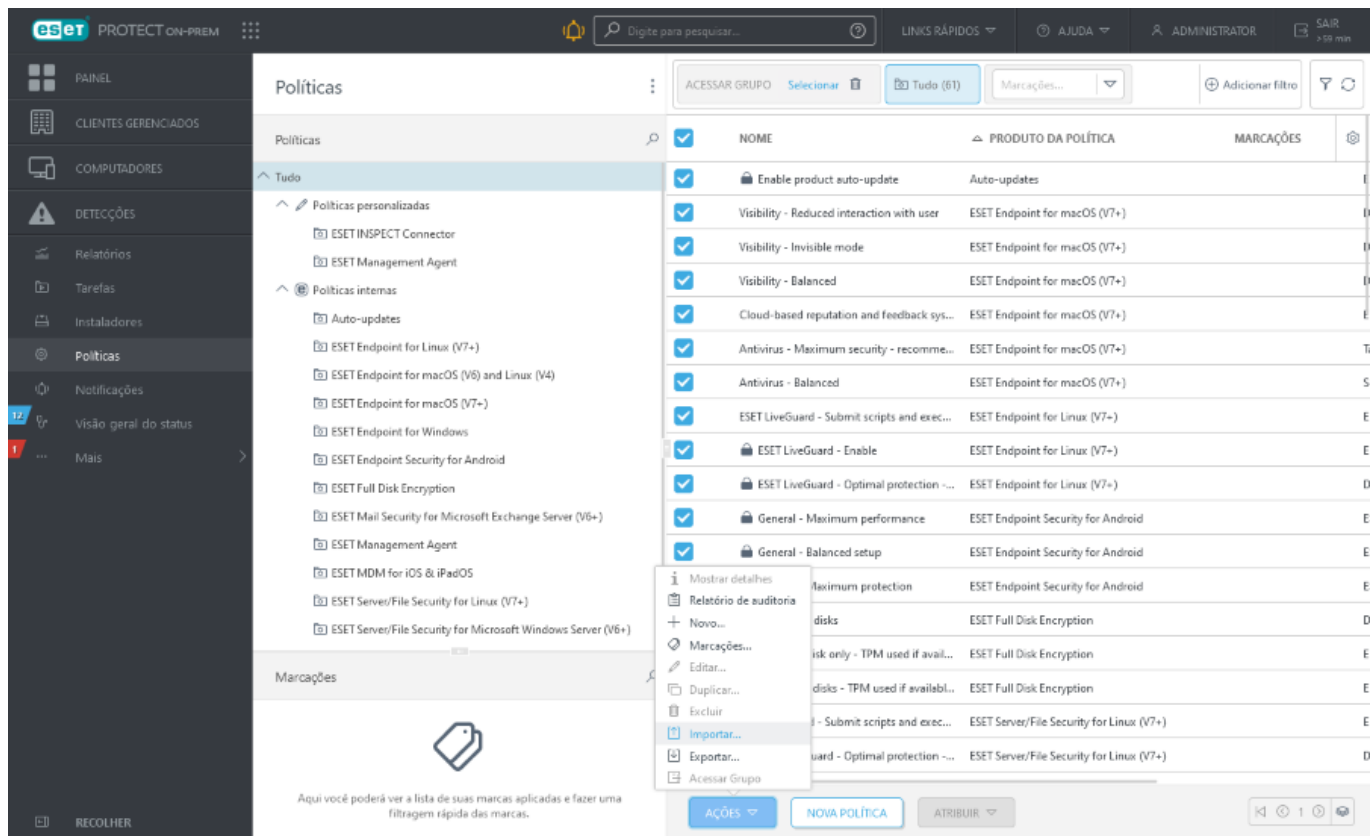 eset PROTECT ON-PREM
Digite para pesquisar...
LINKS RÁPIDOS
AJUDA
ADMINISTRATOR
SAIR
> 59 min
PAINEL
CLIENTES GERENCIADOS
COMPUTADORES
DETECÇÕES
Relatórios
Tarefas
Instaladores
Políticas
Notificações
12
Visão geral do status
1
Mais
RECOLHER
Políticas
Políticas
Tudo
Políticas personalizadas
ESET INSPECT Connector
ESET Management Agent
Políticas internas
Auto-updates
ESET Endpoint for Linux (V7+)
ESET Endpoint for macOS (V6) and Linux (V4)
ESET Endpoint for macOS (V7+)
ESET Endpoint for Windows
ESET Endpoint Security for Android
ESET Full Disk Encryption
ESET Mail Security for Microsoft Exchange Server (V6+)
ESET Management Agent
ESET MDM for iOS & iPadOS
ESET Server/File Security for Linux (V7+)
ESET Server/File Security for Microsoft Windows Server (V6+)
Marcações
Aqui você poderá ver a lista de suas marcas aplicadas e fazer uma
filtragem rápida das marcas.
ACESSAR GRUPO Selecionar Tudo (61) Marcações... Adicionar filtro
NOME PRODUTO DA POLÍTICA MARCAÇÕES
Enable product auto-update Auto-updates
Visibility - Reduced interaction with user ESET Endpoint for macOS (V7+)
Visibility - Invisible mode ESET Endpoint for macOS (V7+)
Visibility - Balanced ESET Endpoint for macOS (V7+)
Cloud-based reputation and feedback sys... ESET Endpoint for macOS (V7+)
Antivirus - Maximum security - recomme... ESET Endpoint for macOS (V7+)
Antivirus - Balanced ESET Endpoint for macOS (V7+)
ESET LiveGuard - Submit scripts and exec... ESET Endpoint for Linux (V7+)
ESET LiveGuard - Enable ESET Endpoint for Linux (V7+)
ESET LiveGuard - Optimal protection -... ESET Endpoint for Linux (V7+)
General - Maximum performance ESET Endpoint Security for Android
General - Balanced setup ESET Endpoint Security for Android
Maximum protection ESET Endpoint Security for Android
disks ESET Full Disk Encryption
isk only - TPM used if avail... ESET Full Disk Encryption
disks - TPM used if availabl... ESET Full Disk Encryption
- Submit scripts and exec... ESET Server/File Security for Linux (V7+)
uard - Optimal protection -... ESET Server/File Security for Linux (V7+)
Mostrar detalhes
Relatório de auditoria
Novo...
Marcações...
Editar...
Duplicar...
Excluir
Importar...
Exportar...
Acessar Grupo
AÇÕES
NOVA POLÍTICA
ATRIBUIR
1